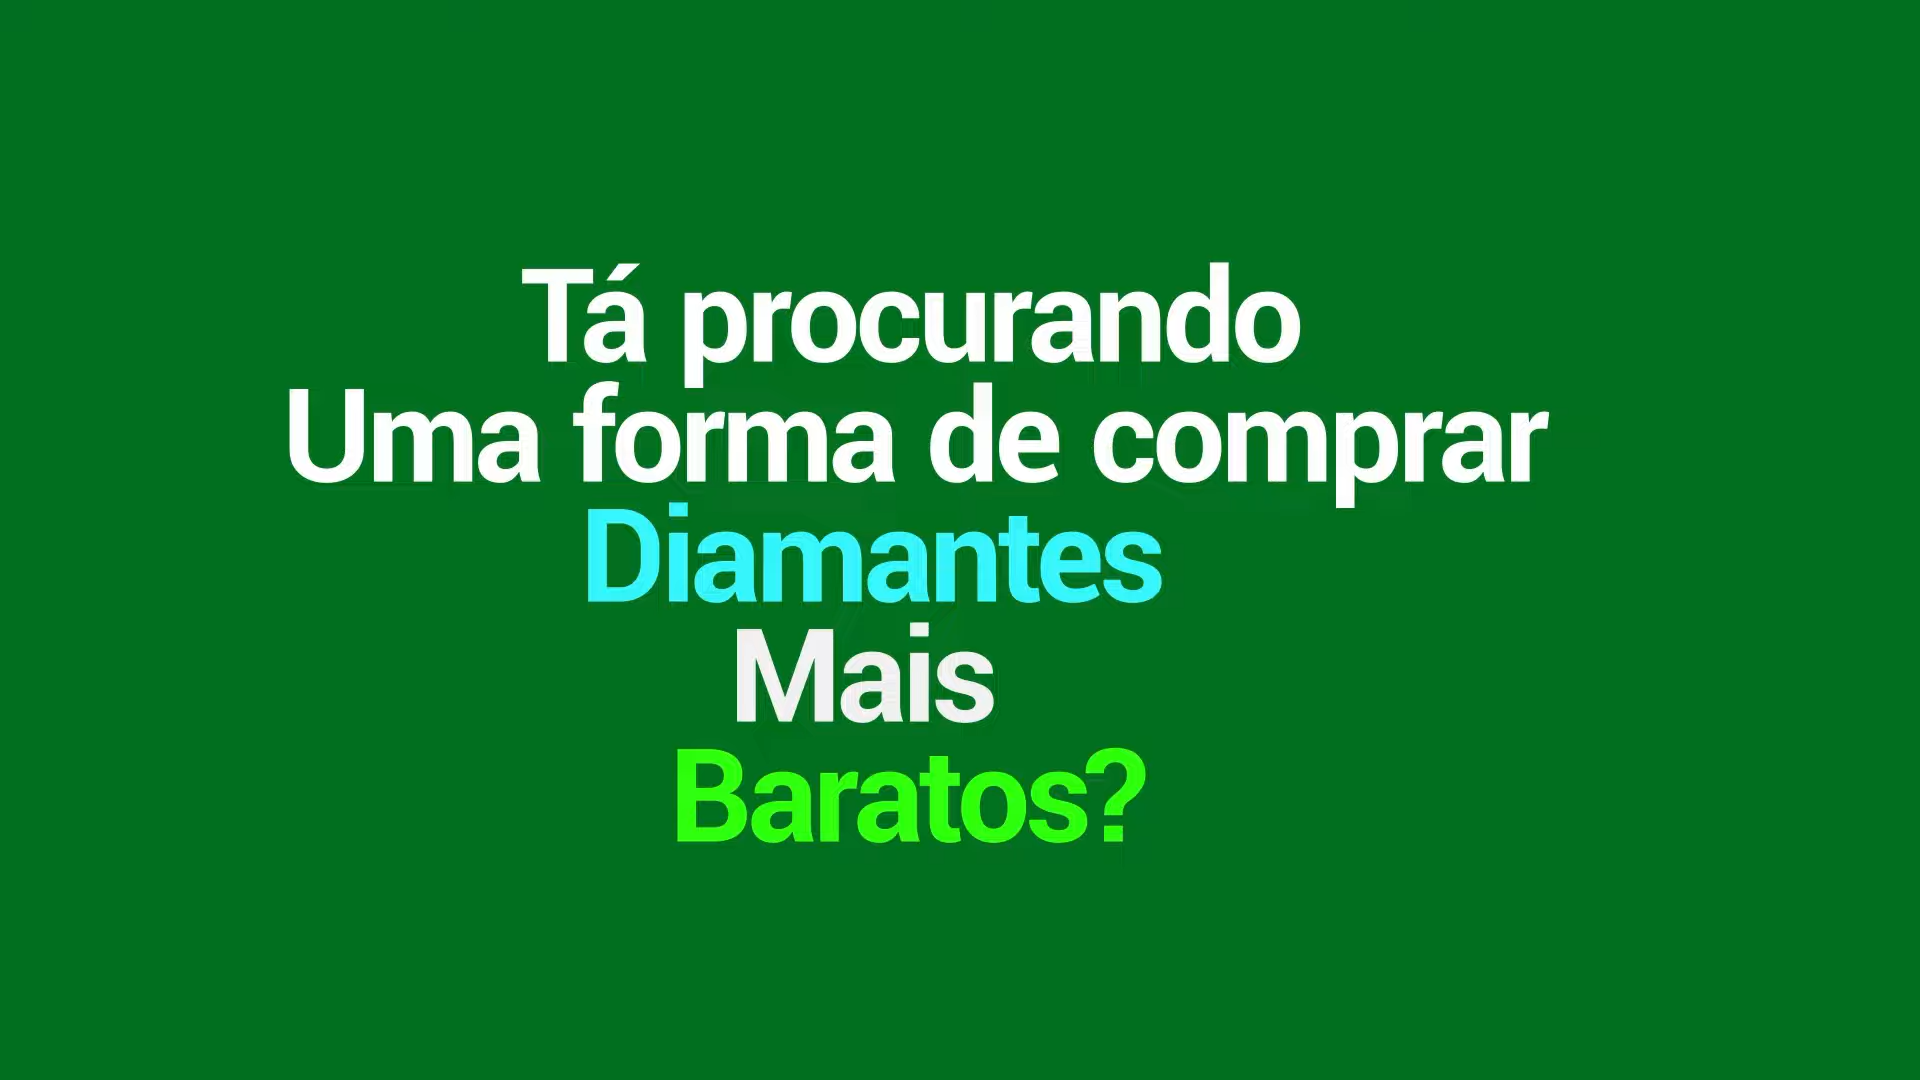 Tá procurando
Uma forma de comprar
Diamantes
Mais
Baratos?